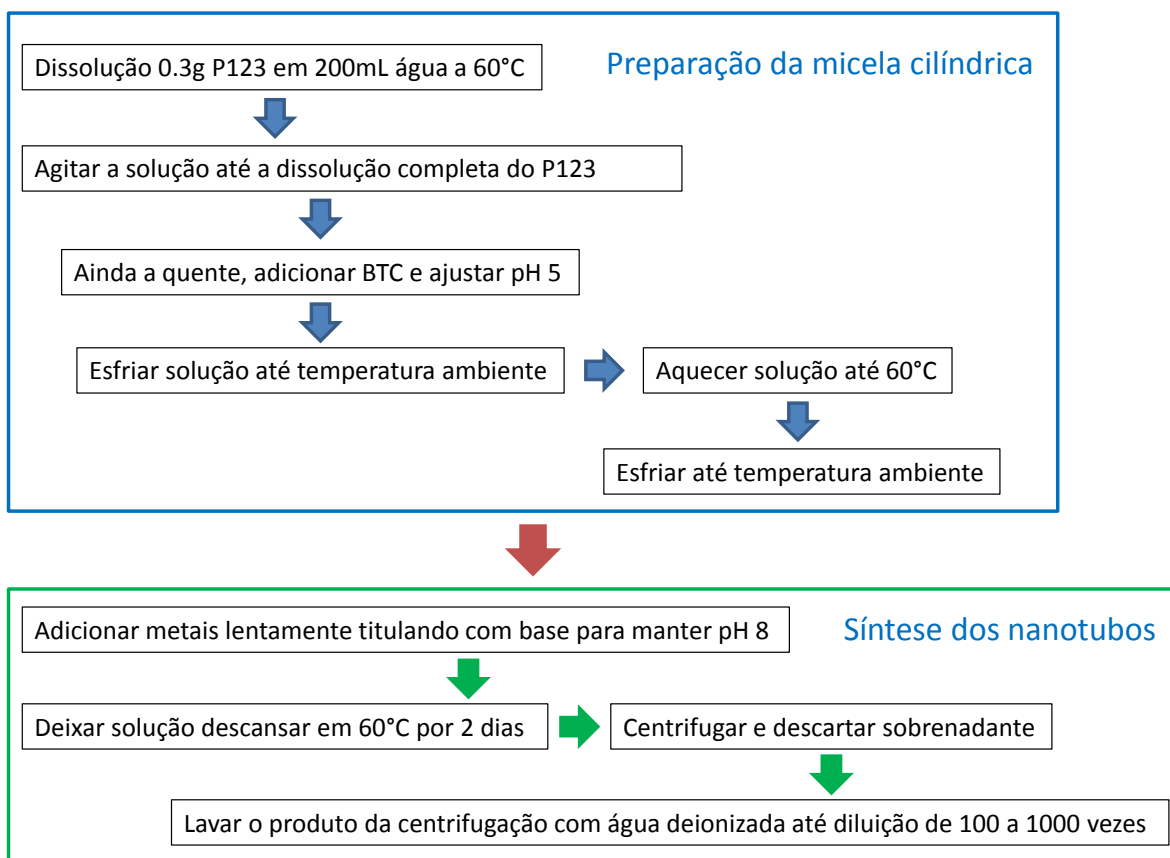 Preparação da micela cilíndrica
Dissolução 0.3g P123 em 200mL água a 60°C
Agitar a solução até a dissolução completa do P123
Ainda a quente, adicionar BTC e ajustar pH 5
Esfriar solução até temperatura ambiente
Aquecer solução até 60°C
Esfriar até temperatura ambiente
Síntese dos nanotubos
Adicionar metais lentamente titulando com base para manter pH 8
Deixar solução descansar em 60°C por 2 dias
Centrifugar e descartar sobrenadante
Lavar o produto da centrifugação com água deionizada até diluição de 100 a 1000 vezes